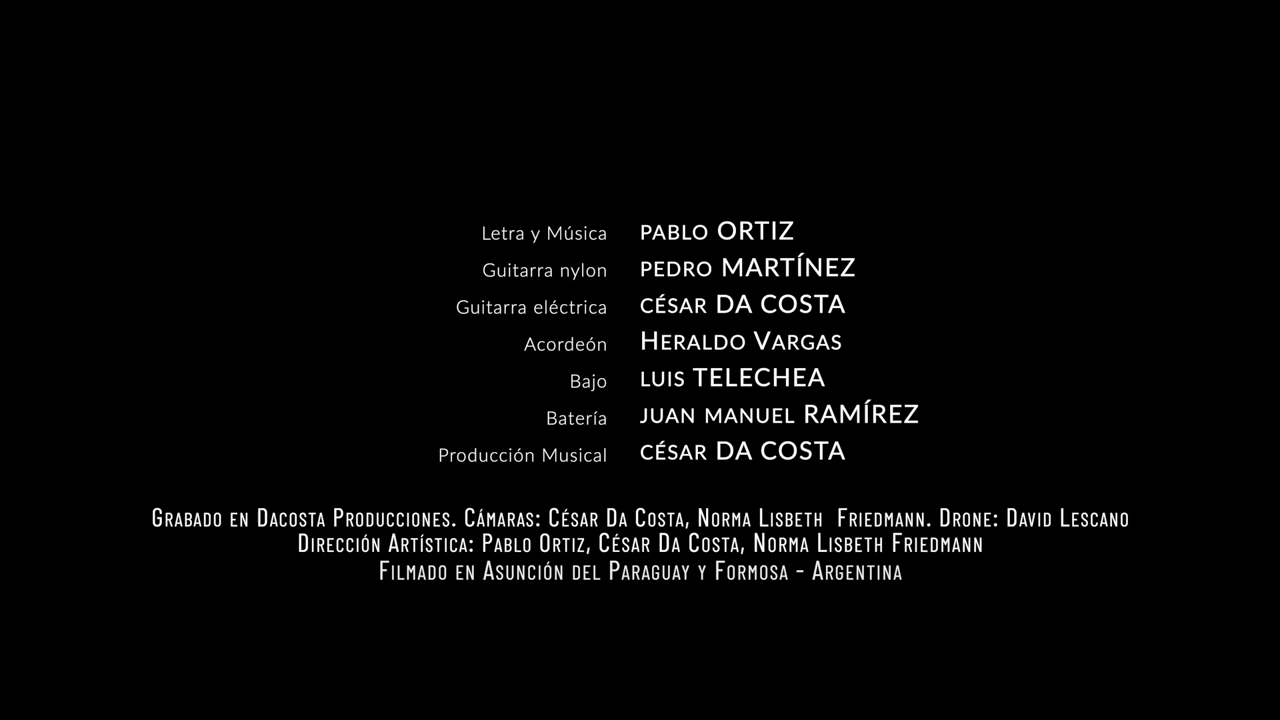 Letra y Música PABLO ORTIZ
Guitarra nylon PEDRO MARTÍNEZ
Guitarra eléctrica CÉSAR DA COSTA
Acordeón HERALDO VARGAS
Bajo LUIS TELECHEA
Batería JUAN MANUEL RAMÍREZ
Producción Musical CÉSAR DA COSTA
GRABADO EN DACOSTA PRODUCCIONES. CÁMARAS: CÉSAR DA COSTA, NORMA LISBETH FRIEDMANN. DRONE: DAVID LESCANO
DIRECCIÓN ARTÍSTICA: PABLO ORTIZ, CÉSAR DA COSTA, NORMA LISBETH FRIEDMANN
FILMADO EN ASUNCIÓN DEL PARAGUAY Y FORMOSA - ARGENTINA